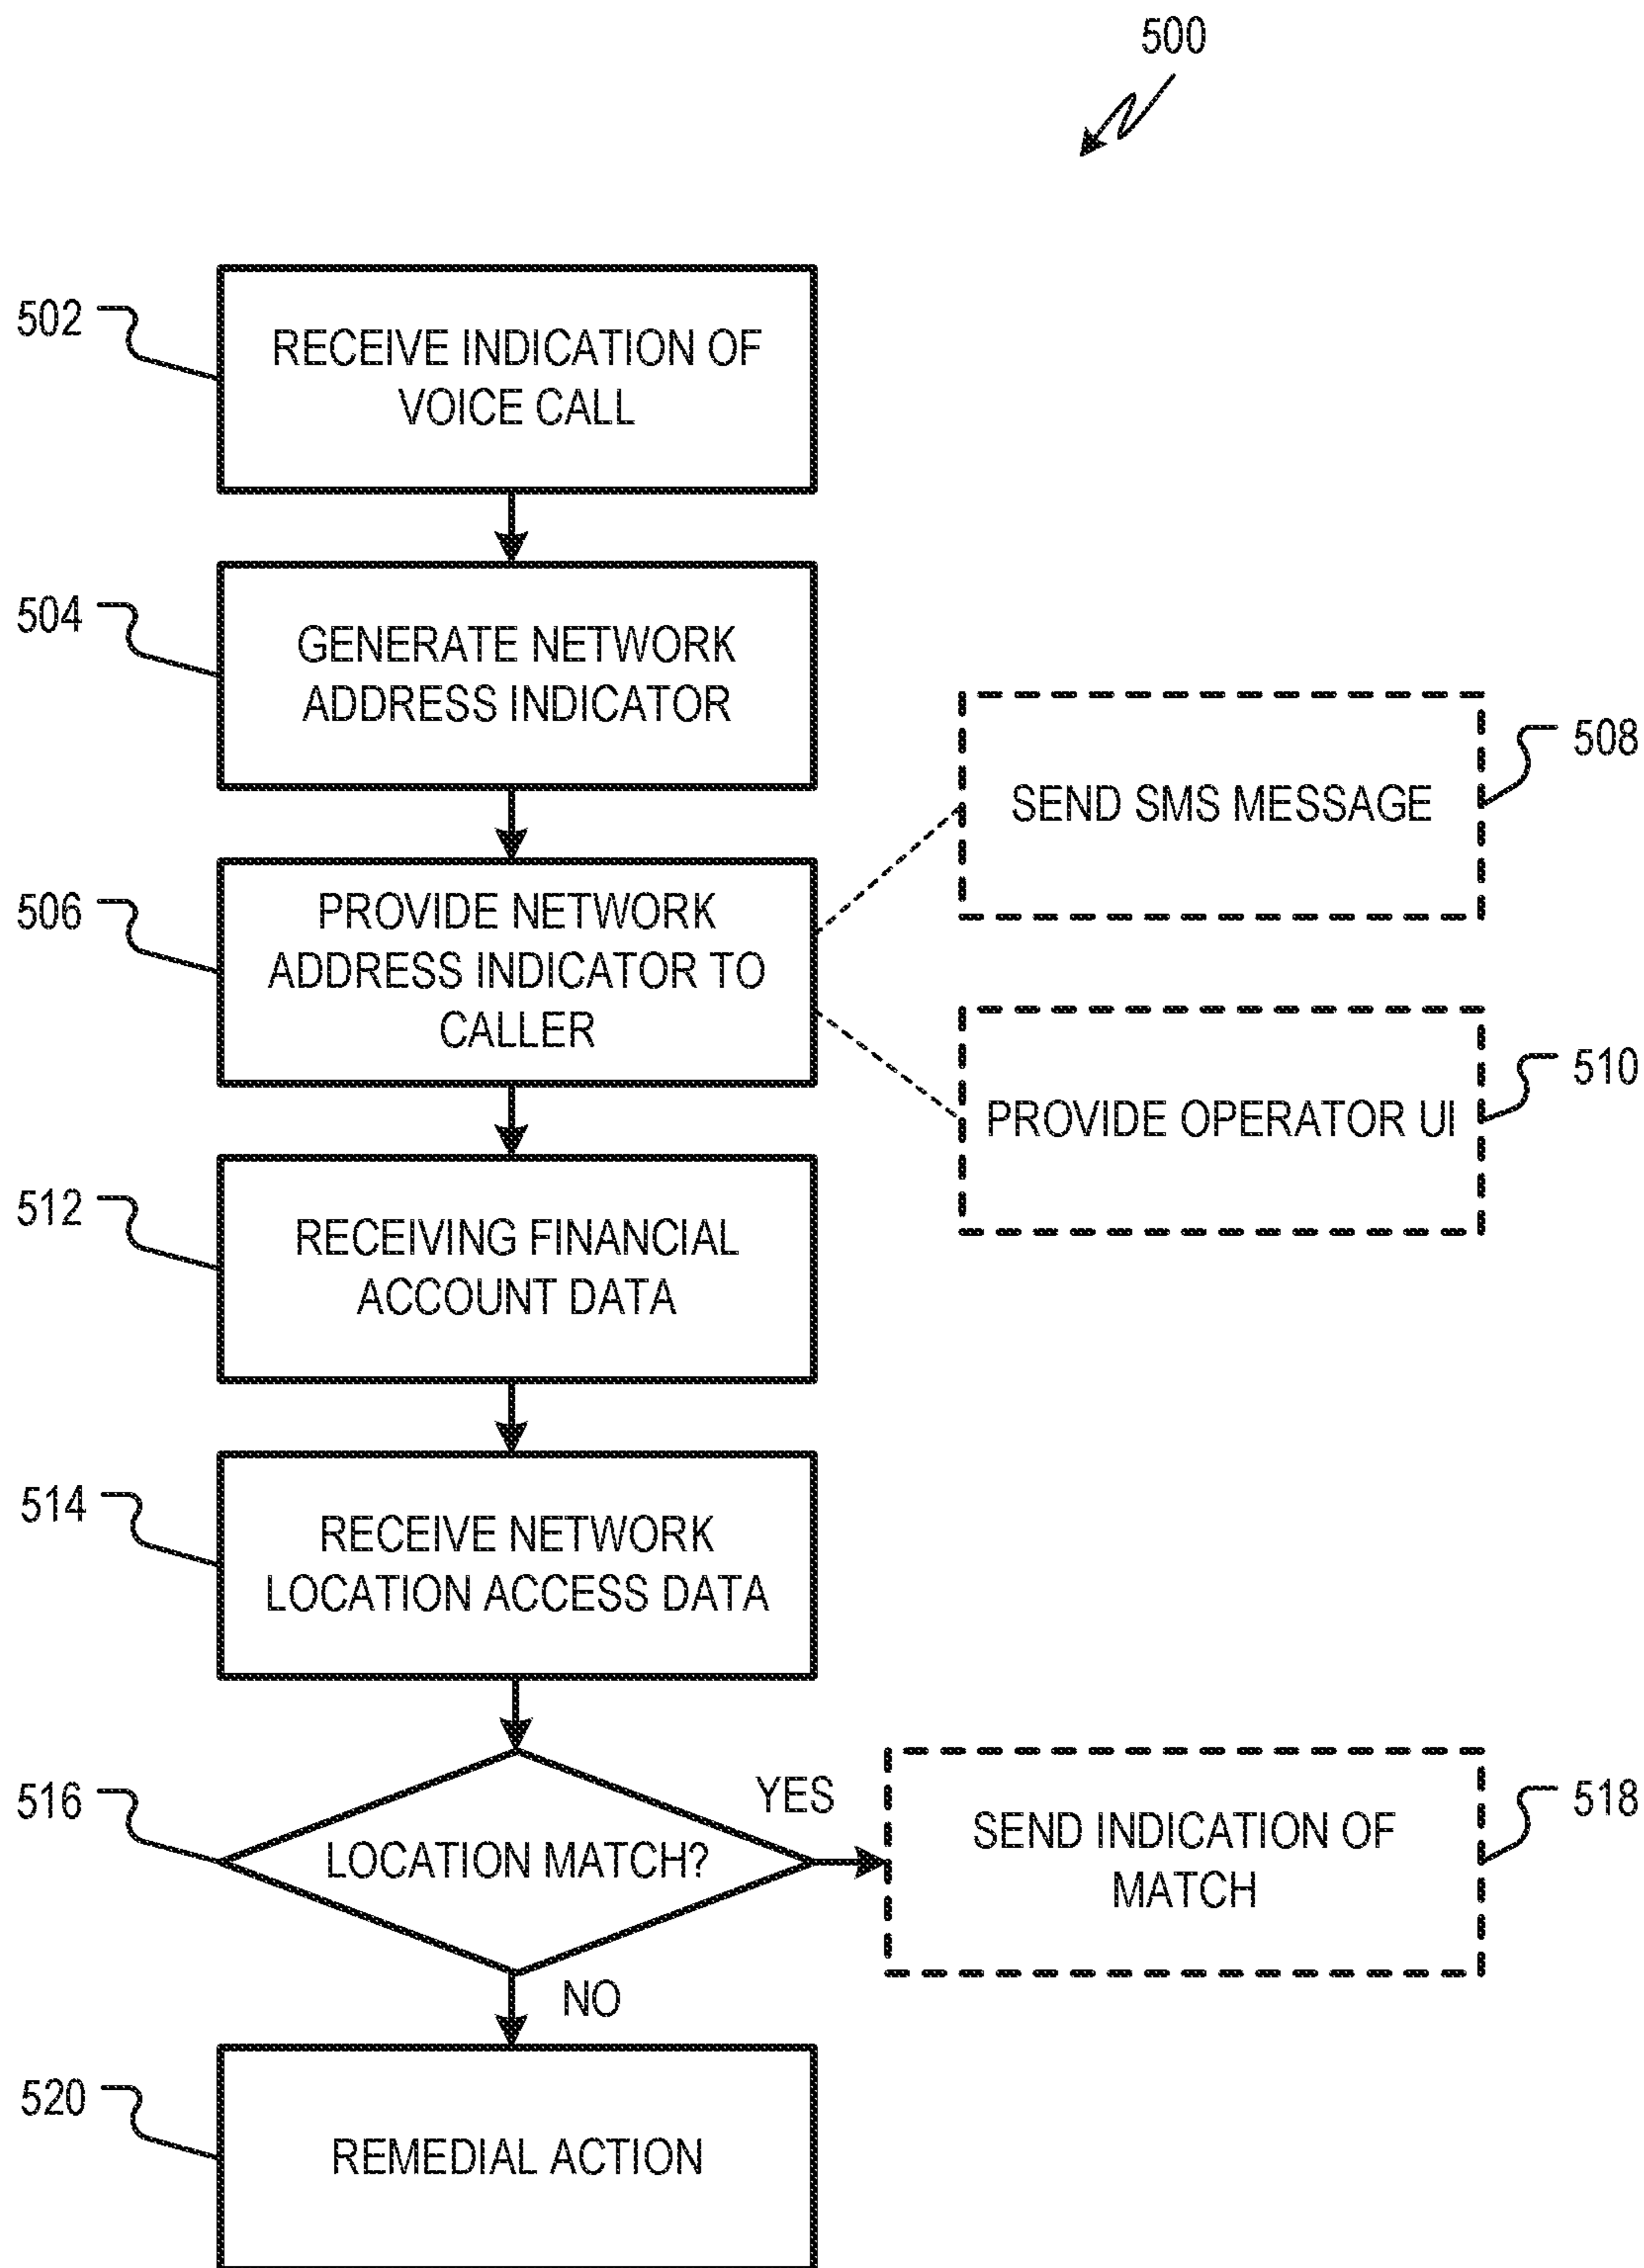 500
502
RECEIVE INDICATION OF
VOICE CALL
504
GENERATE NETWORK
ADDRESS INDICATOR
508
SEND SMS MESSAGE
506
PROVIDE NETWORK
ADDRESS INDICATOR TO
CALLER
510
PROVIDE OPERATOR UI
512
RECEIVING FINANCIAL
ACCOUNT DATA
514
RECEIVE NETWORK
LOCATION ACCESS DATA
516
LOCATION MATCH?
YES
518
SEND INDICATION OF
MATCH
NO
520
REMEDIAL ACTION